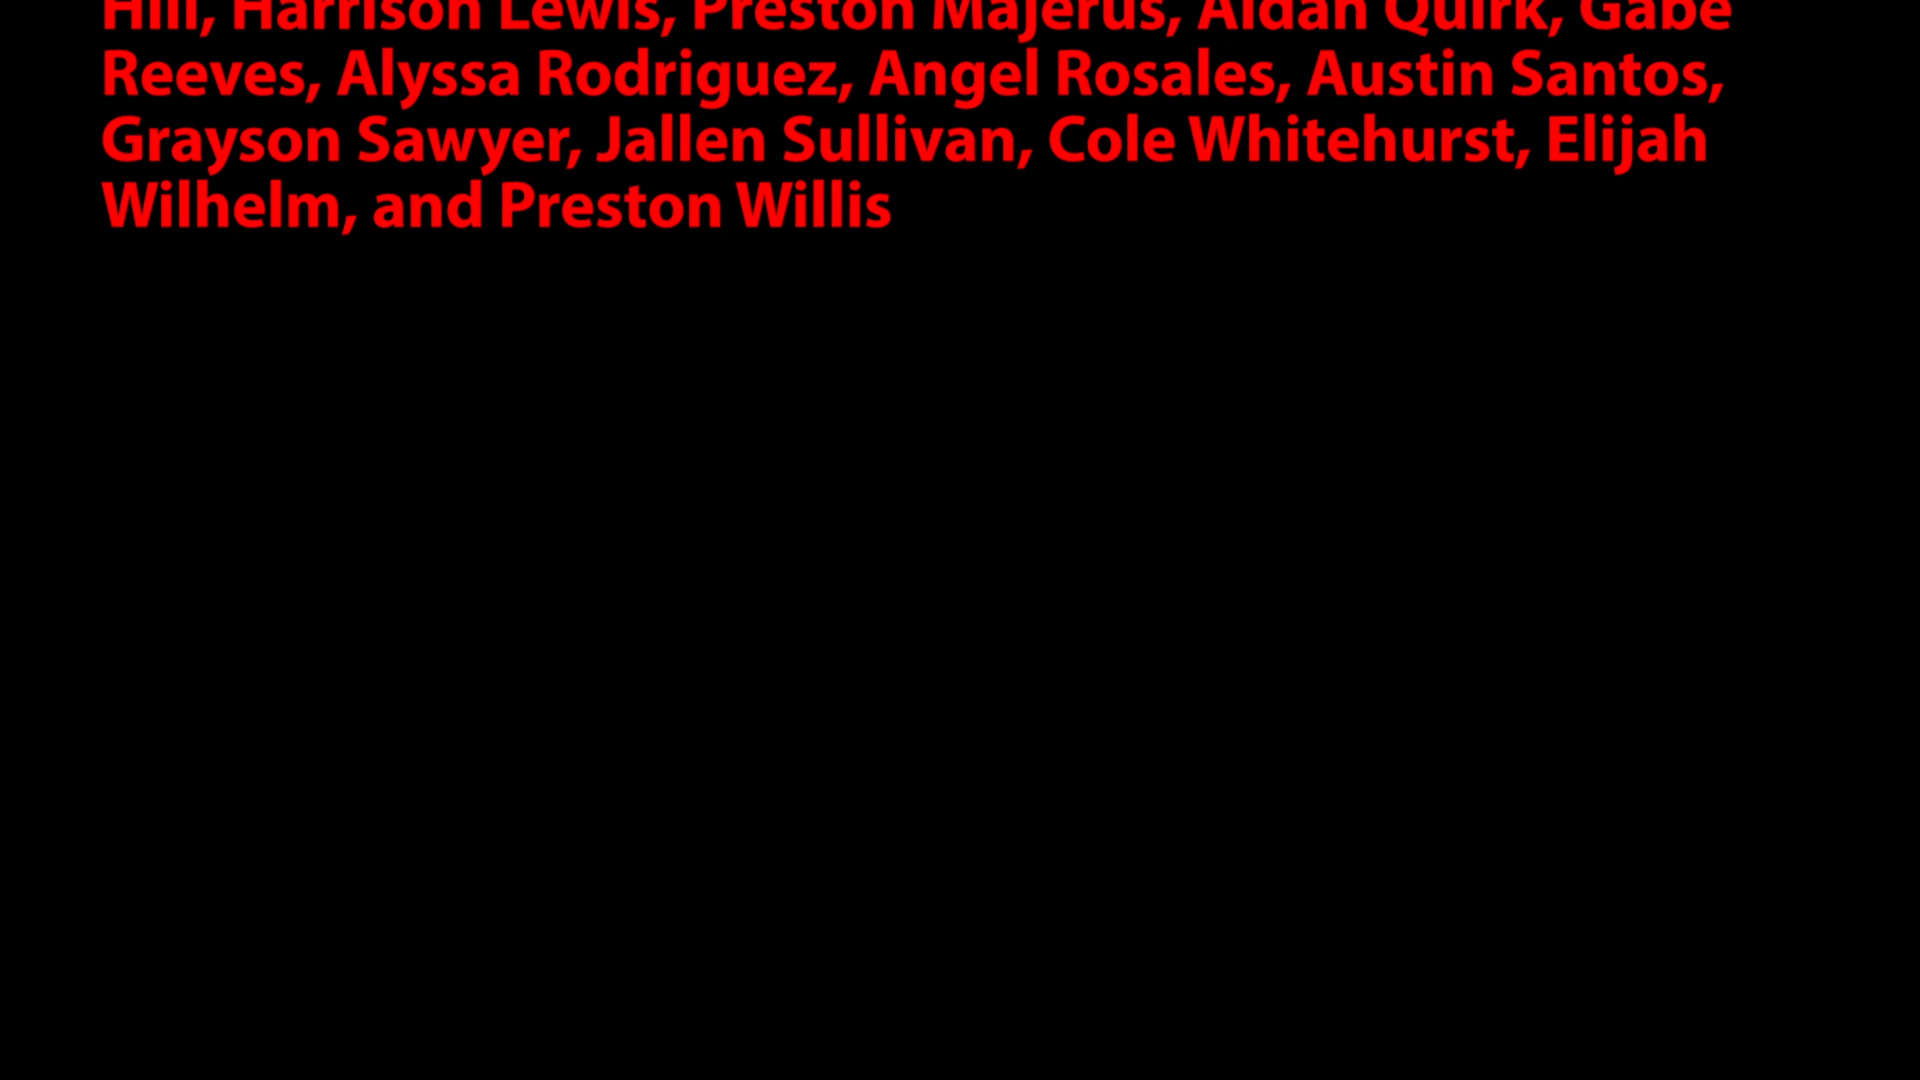 Hill, Harrison Lewis, Preston Majerus, Aidan Quirk, Gabe
Reeves, Alyssa Rodriguez, Angel Rosales, Austin Santos,
Grayson Sawyer, Jallen Sullivan, Cole Whitehurst, Elijah
Wilhelm, and Preston Willis